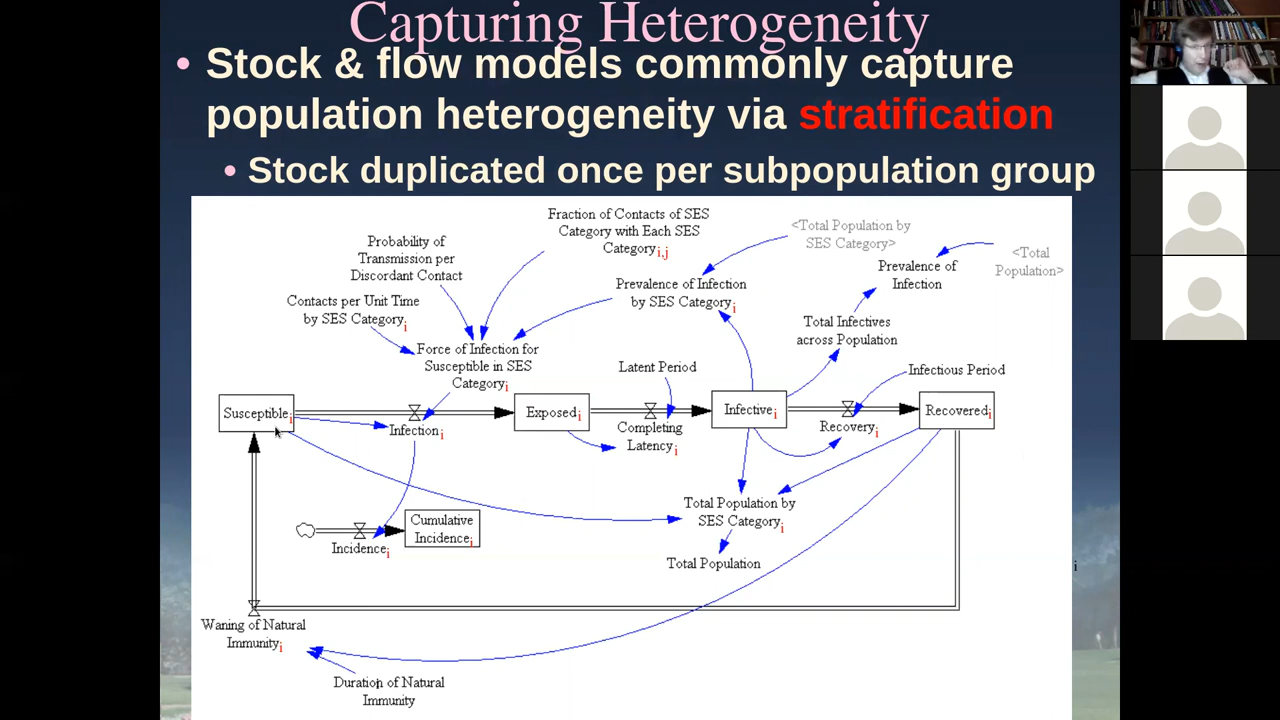 Capturing Heterogeneity
• Stock & flow models commonly capture
population heterogeneity via stratification
• Stock duplicated once per subpopulation group
Fraction of Contacts of SES
Category with Each SES
Category i,j
<Total Population by
SES Category>
Probability of
Transmission per
Discordant Contact
<Total
Population>
Prevalence of
Infection
Prevalence of Infection
by SES Category i
Contacts per Unit Time
by SES Category i
Total Infectives
across Population
Force of Infection for
Susceptible in SES
Category i
Latent Period
Infectious Period
Susceptible i
Infection i
Exposed i
Completing
Latency i
Infective i
Recovery i
Recovered i
Total Population by
SES Category i
Cumulative
Incidence i
Incidence i
Total Population
i
Waning of Natural
Immunity i
Duration of Natural
Immunity